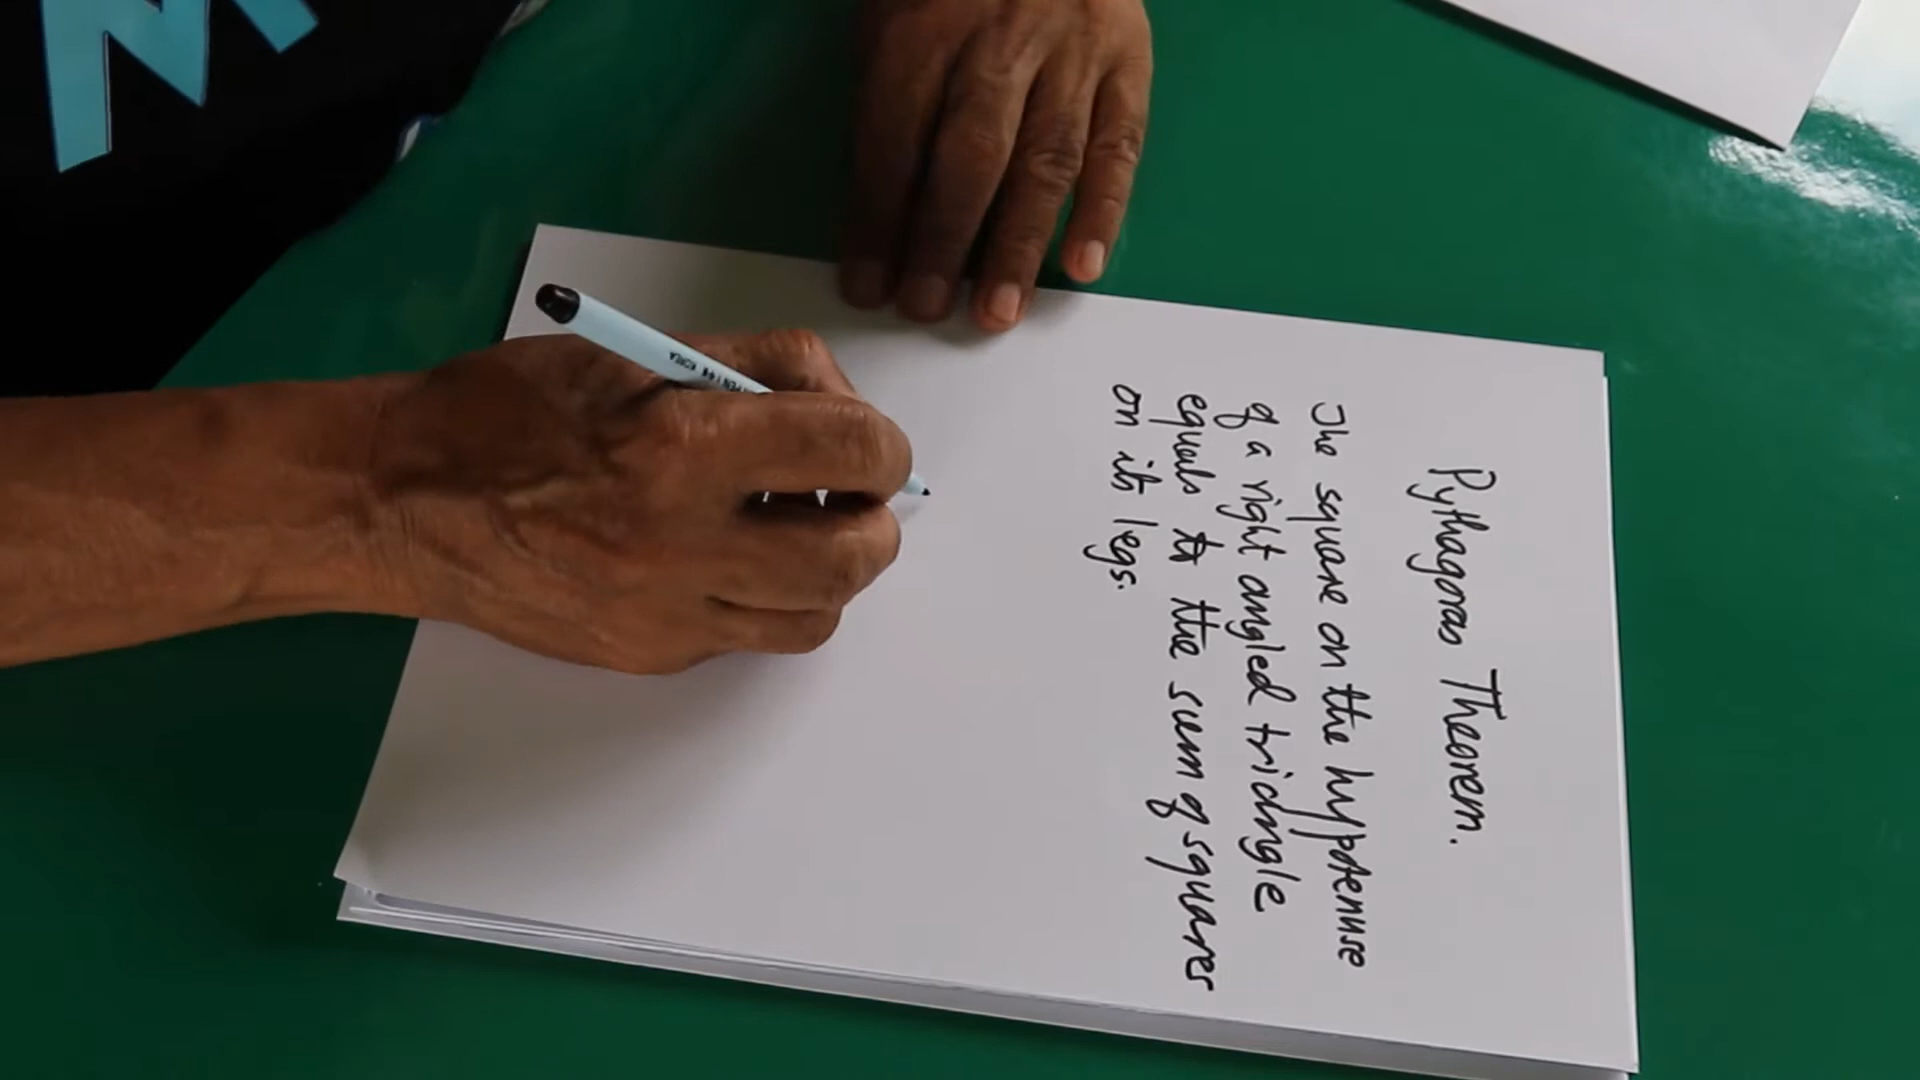 Pythagoras Theorem.
The square on the hypotenuse
of a right angled triangle
equals to the sum of squares
on its legs.
KOREA